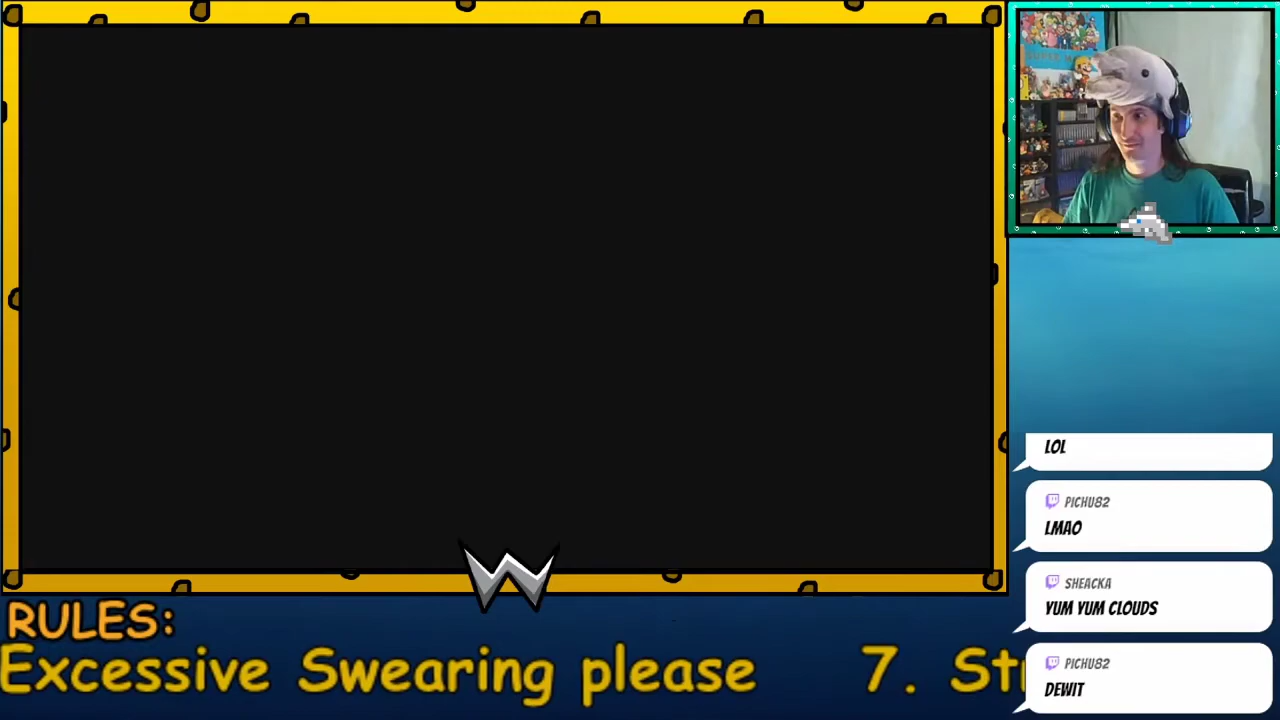 LOL
PICHU82
LMAO
SHEACKA
YUM YUM CLOUDS
PICHU82
DEWIT
RULES:
Excessive Swearing please 7. St